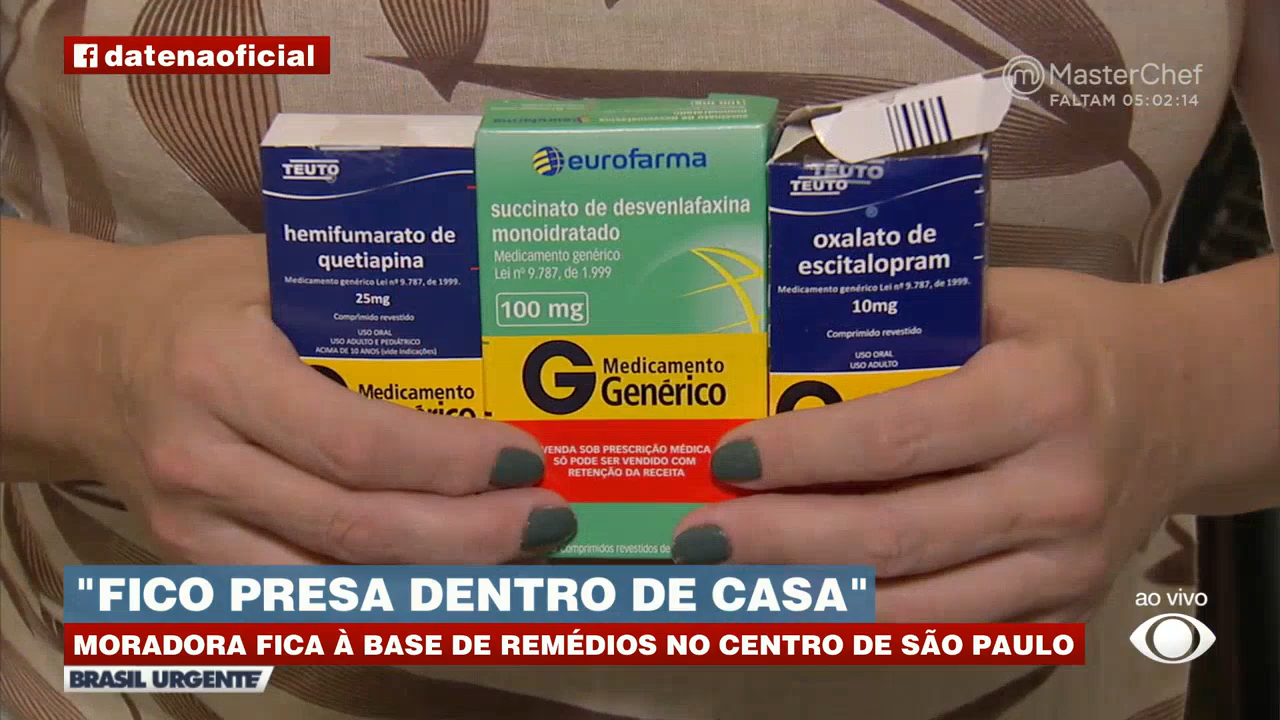 datenaoficial
MasterChef
FALTAM 05:02:14
TEUTO
hemifumarato de
quetiapina
Medicamento genérico Lei nº 9.787, de 1999.
25mg
Comprimido revestido
USO ORAL
USO ADULTO E PEDIÁTRICO
ACIMA DE 10 ANOS (vide indicações)
Medicamento
eurofarma
succinato de desvenlafaxina
monoidratado
Medicamento genérico
Lei nº 9.787, de 1.999
100 mg
G Medicamento
Genérico
VENDA SOB PRESCRIÇÃO MÉDICA
SÓ PODE SER VENDIDO COM
RETENÇÃO DA RECEITA
comprimidos revestidos de
TEUTO
TEUTO
oxalato de
escitalopram
Medicamento genérico Lei nº 9.787, de 1999.
10mg
Comprimido revestido
USO ORAL
USO ADULTO
"FICO PRESA DENTRO DE CASA"
MORADORA FICA À BASE DE REMÉDIOS NO CENTRO DE SÃO PAULO
BRASIL URGENTE
ao vivo